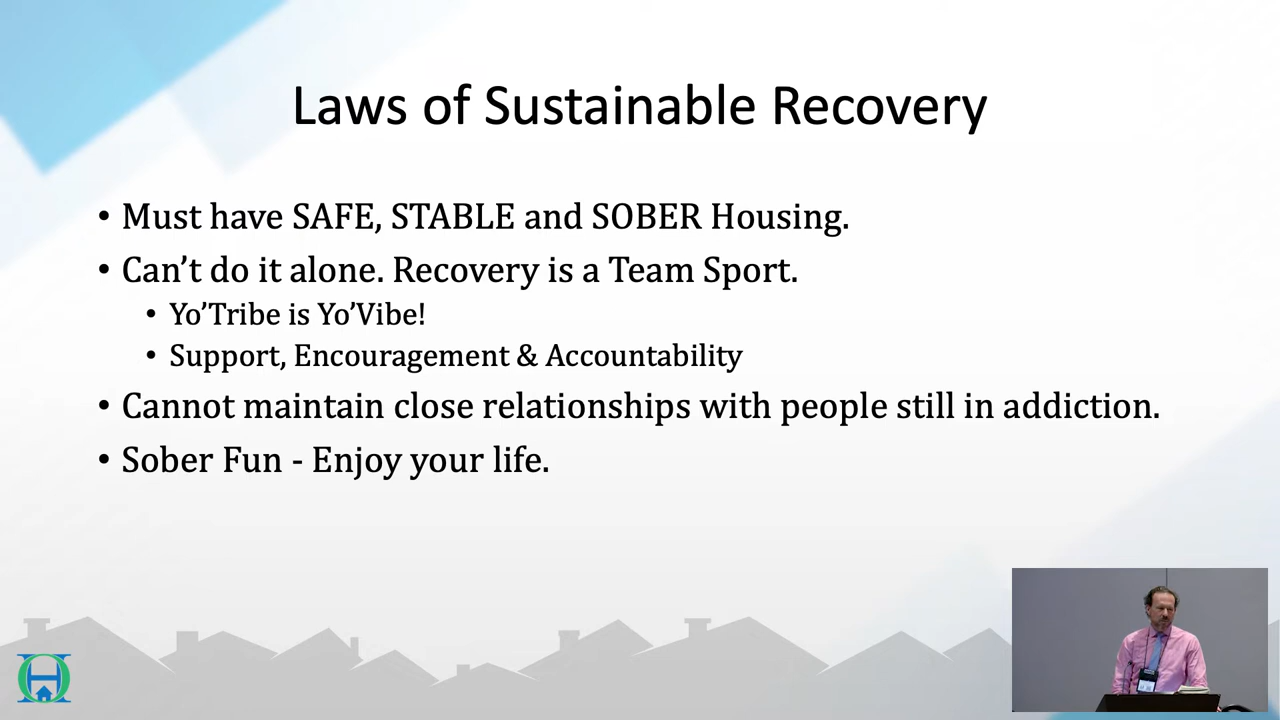 Laws of Sustainable Recovery
• Must have SAFE, STABLE and SOBER Housing.
• Can’t do it alone. Recovery is a Team Sport.
• Yo’Tribe is Yo’Vibe!
• Support, Encouragement & Accountability
• Cannot maintain close relationships with people still in addiction.
• Sober Fun - Enjoy your life.